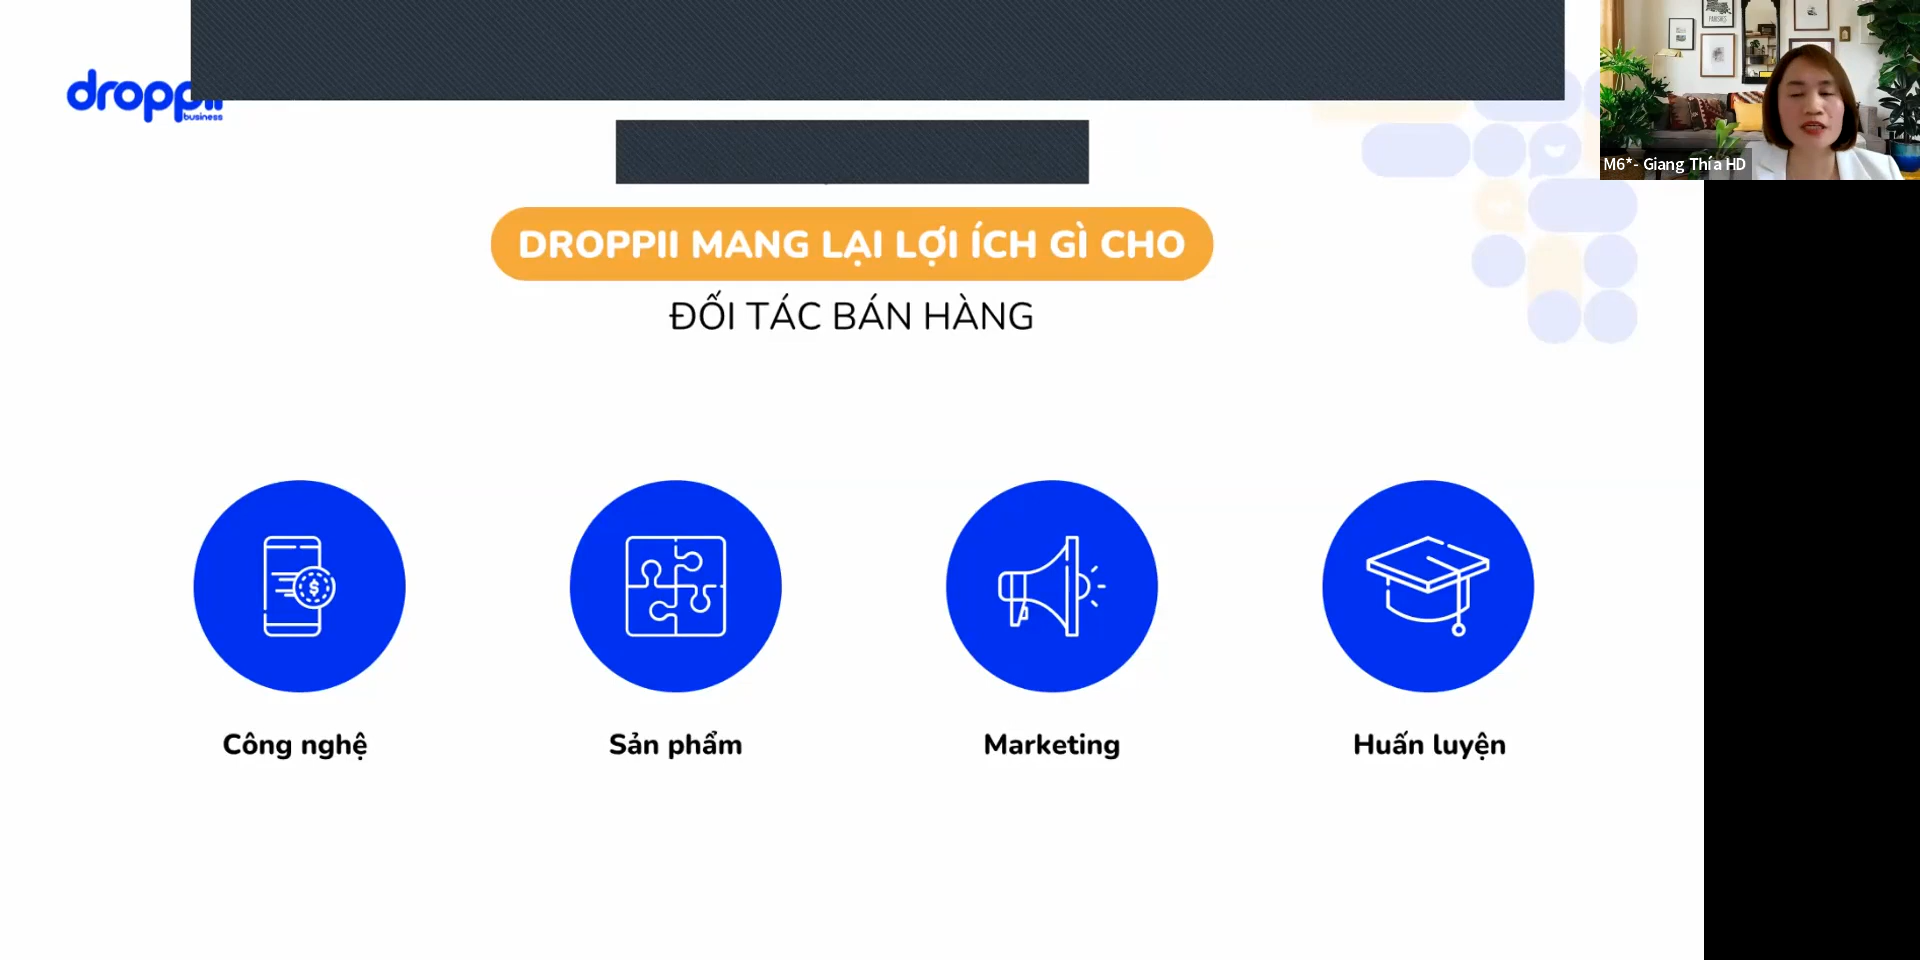 droppii
business
PARISHES
M6*- Giang Thía HD
DROPPII MANG LẠI LỢI ÍCH GÌ CHO
ĐỐI TÁC BÁN HÀNG
Công nghệ
Sản phẩm
Marketing
Huấn luyện